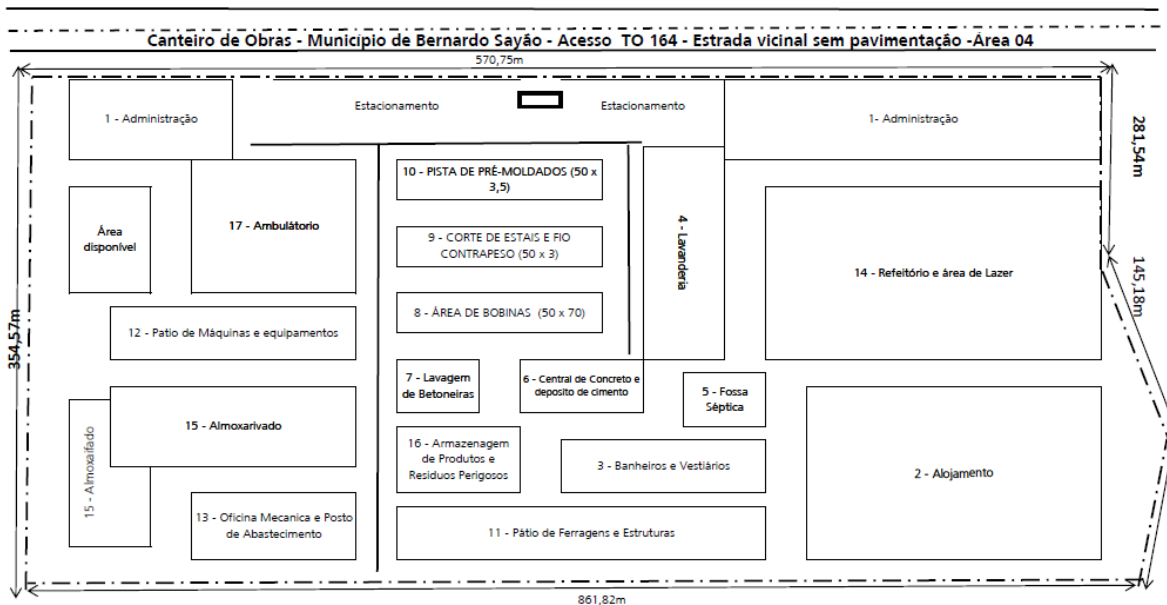 Canteiro de Obras - Município de Bernardo Sayão - Acesso TO 164 - Estrada vicinal sem pavimentação -Área 04
570,75m
1 - Administração
Estacionamento
Estacionamento
1- Administração
281,54m
10 - PISTA DE PRÉ-MOLDADOS (50 x
3,5)
Área
disponível
17 - Ambulátorio
9 - CORTE DE ESTAIS E FIO
CONTRAPESO (50 x 3)
4 - Lavanderia
14 - Refeitório e área de Lazer
145,18m
354,57m
12 - Patio de Máquinas e equipamentos
8 - ÁREA DE BOBINAS (50 x 70)
7 - Lavagem
de Betoneiras
6 - Central de Concreto e
deposito de cimento
5 - Fossa
Séptica
15 - Almoxaifado
15 - Almoxarivado
16 - Armazenagem
de Produtos e
Residuos Perigosos
3 - Banheiros e Vestiários
2 - Alojamento
13 - Oficina Mecanica e Posto
de Abastecimento
11 - Pátio de Ferragens e Estruturas
861,82m